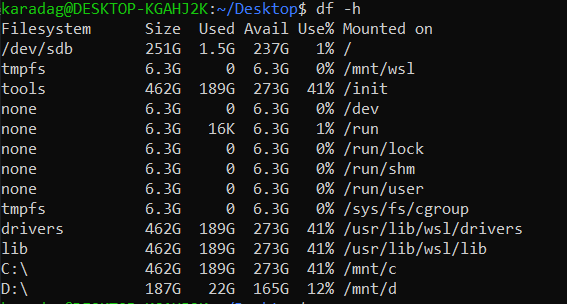 karadag@DESKTOP-KGAHJ2K:~/Desktop$ df -h
Filesystem      Size  Used Avail Use% Mounted on
/dev/sdb        251G  1.5G  237G   1% /
tmpfs           6.3G     0  6.3G   0% /mnt/wsl
tools           462G  189G  273G  41% /init
none            6.3G     0  6.3G   0% /dev
none            6.3G   16K  6.3G   1% /run
none            6.3G     0  6.3G   0% /run/lock
none            6.3G     0  6.3G   0% /run/shm
none            6.3G     0  6.3G   0% /run/user
tmpfs           6.3G     0  6.3G   0% /sys/fs/cgroup
drivers         462G  189G  273G  41% /usr/lib/wsl/drivers
lib             462G  189G  273G  41% /usr/lib/wsl/lib
C:\             462G  189G  273G  41% /mnt/c
D:\             187G   22G  165G  12% /mnt/d